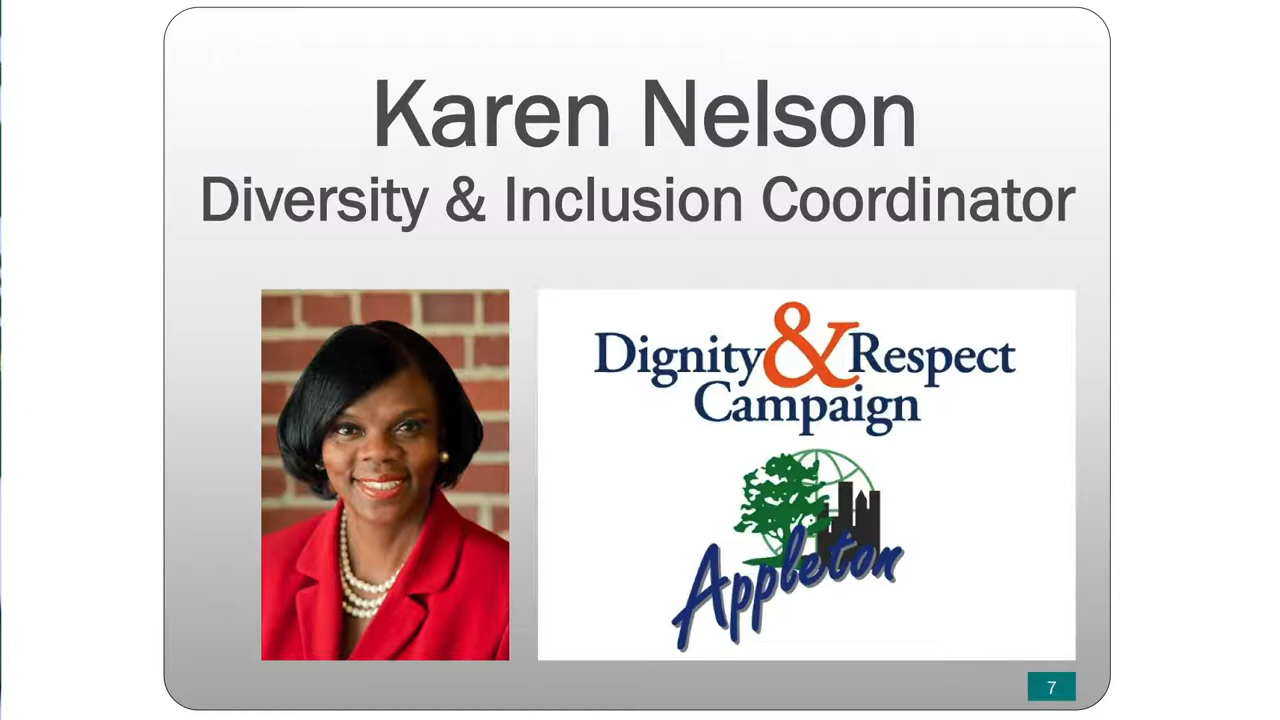 Karen Nelson
Diversity & Inclusion Coordinator
Dignity & Respect
Campaign
Appleton
7